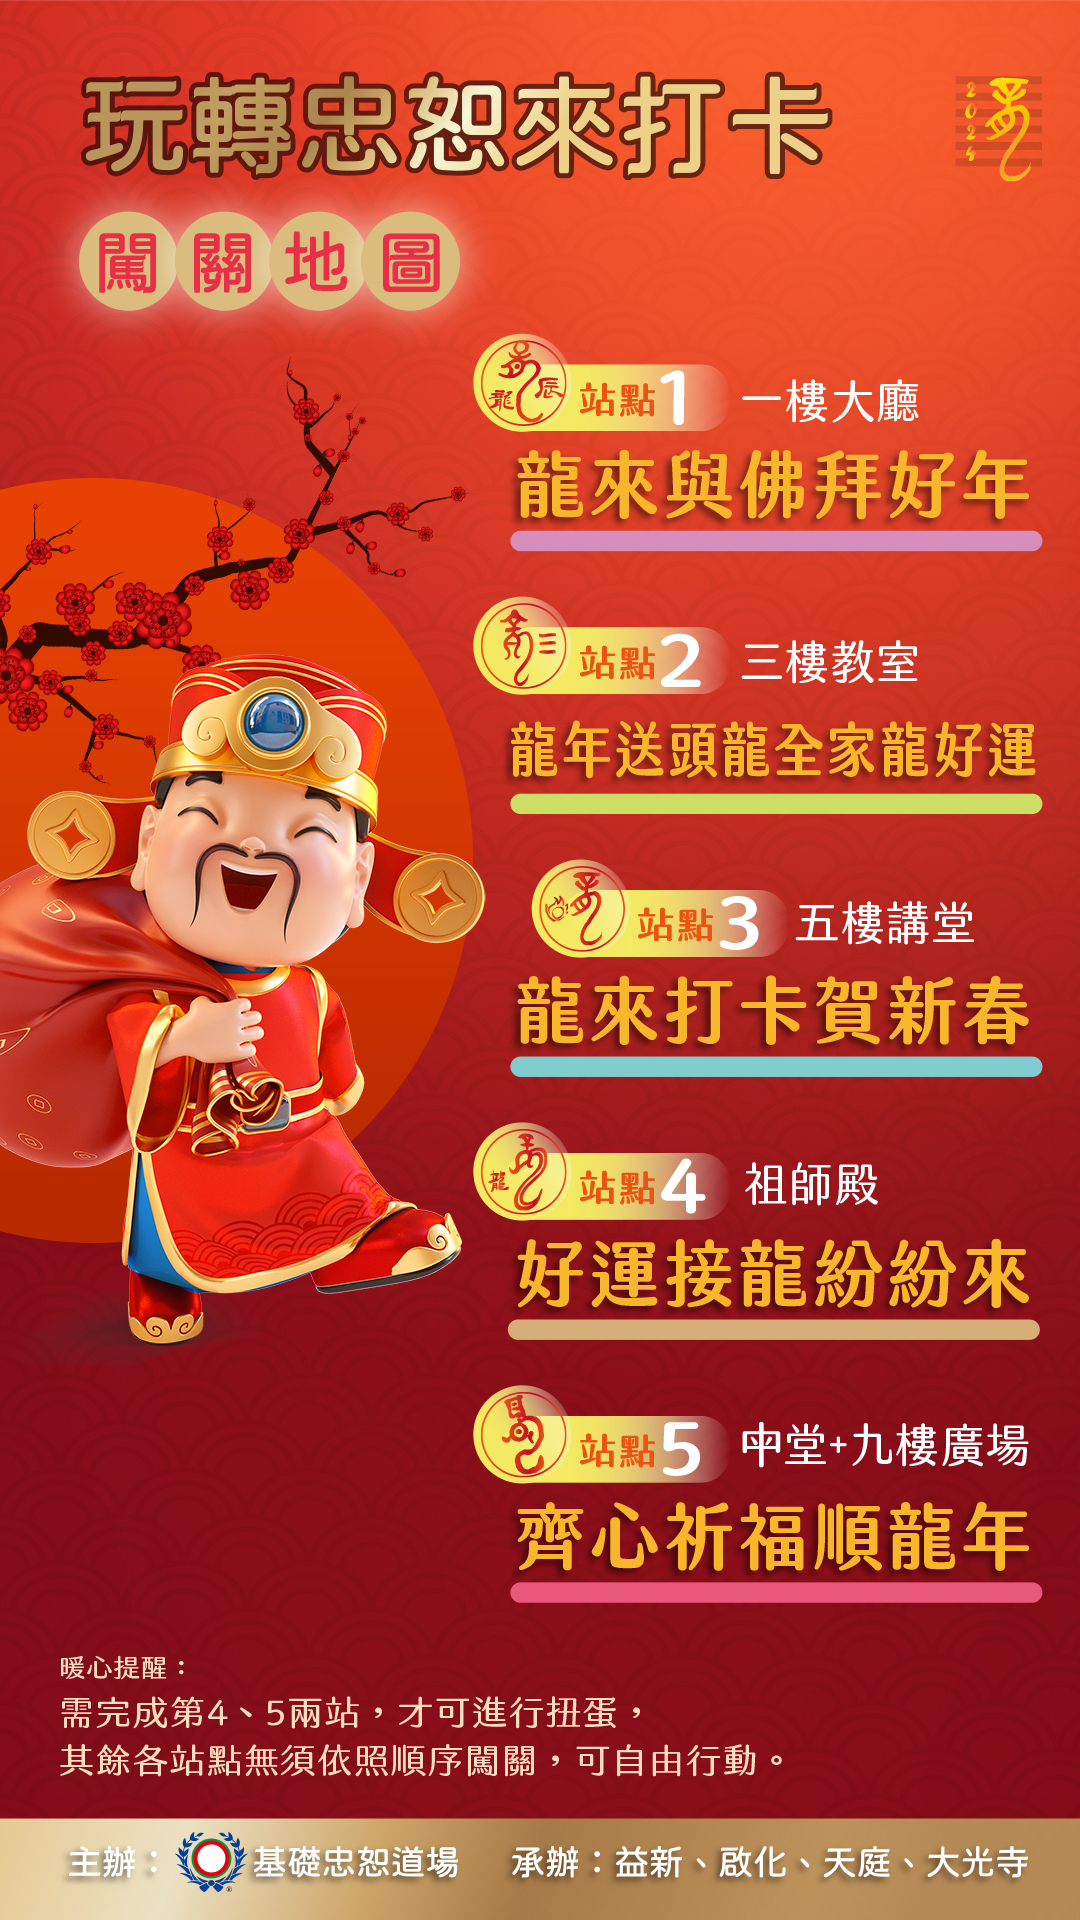 玩轉忠恕來打卡
2024
闖關地圖
站點1 一樓大廳
龍來與佛拜好年
站點2 三樓教室
龍年送頭龍全家龍好運
站點3 五樓講堂
龍來打卡賀新春
站點4 祖師殿
好運接龍紛紛來
站點5 中堂+九樓廣場
齊心祈福順龍年
暖心提醒：
需完成第4、5兩站，才可進行扭蛋，
其餘各站點無須依照順序闖關，可自由行動。
主辦：基礎忠恕道場 承辦：益新、啟化、天庭、大光寺